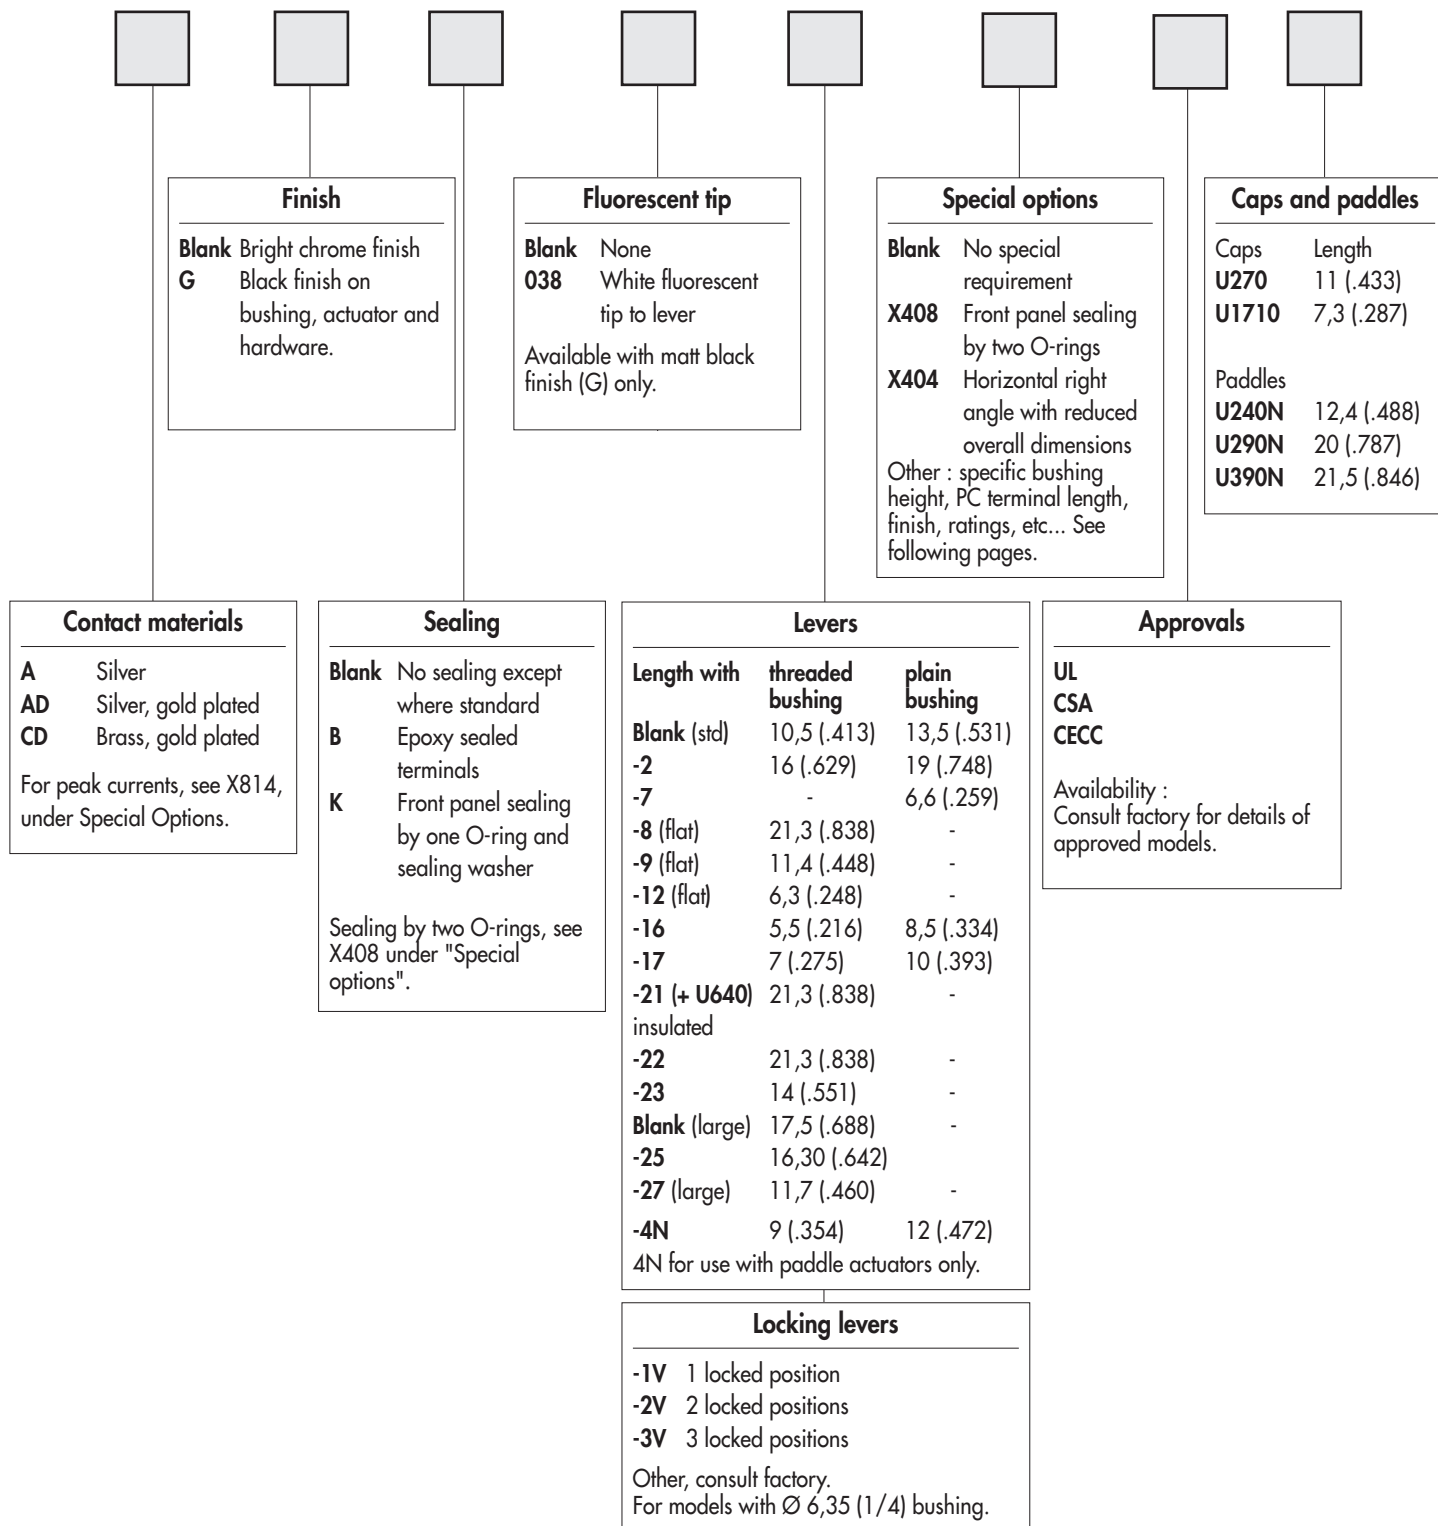 Finish
Blank Bright chrome finish
G Black finish on
bushing, actuator and
hardware.
Fluorescent tip
Blank None
038 White fluorescent
tip to lever
Available with matt black
finish (G) only.
Special options
Blank No special
requirement
X408 Front panel sealing
by two O-rings
X404 Horizontal right
angle with reduced
overall dimensions
Other : specific bushing
height, PC terminal length,
finish, ratings, etc... See
following pages.
Caps and paddles
Caps Length
U270 11 (.433)
U1710 7,3 (.287)
Paddles
U240N 12,4 (.488)
U290N 20 (.787)
U390N 21,5 (.846)
Contact materials
A Silver
AD Silver, gold plated
CD Brass, gold plated
For peak currents, see X814,
under Special Options.
Sealing
Blank No sealing except
where standard
B Epoxy sealed
terminals
K Front panel sealing
by one O-ring and
sealing washer
Sealing by two O-rings, see
X408 under "Special
options".
Levers
Length with threaded plain
bushing bushing
Blank (std) 10,5 (.413) 13,5 (.531)
-2 16 (.629) 19 (.748)
-7 - 6,6 (.259)
-8 (flat) 21,3 (.838) -
-9 (flat) 11,4 (.448) -
-12 (flat) 6,3 (.248) -
-16 5,5 (.216) 8,5 (.334)
-17 7 (.275) 10 (.393)
-21 (+ U640) 21,3 (.838) -
insulated
-22 21,3 (.838) -
-23 14 (.551) -
Blank (large) 17,5 (.688) -
-25 16,30 (.642)
-27 (large) 11,7 (.460) -
-4N 9 (.354) 12 (.472)
4N for use with paddle actuators only.
Approvals
UL
CSA
CECC
Availability :
Consult factory for details of
approved models.
Locking levers
-1V 1 locked position
-2V 2 locked positions
-3V 3 locked positions
Other, consult factory.
For models with Ø 6,35 (1/4) bushing.